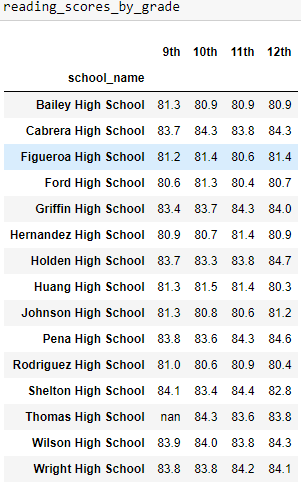 reading_scores_by_grade
9th 10th 11th 12th
school_name
Bailey High School 81.3 80.9 80.9 80.9
Cabrera High School 83.7 84.3 83.8 84.3
Figueroa High School 81.2 81.4 80.6 81.4
Ford High School 80.6 81.3 80.4 80.7
Griffin High School 83.4 83.7 84.3 84.0
Hernandez High School 80.9 80.7 81.4 80.9
Holden High School 83.7 83.3 83.8 84.7
Huang High School 81.3 81.5 81.4 80.3
Johnson High School 81.3 80.8 80.6 81.2
Pena High School 83.8 83.6 84.3 84.6
Rodriguez High School 81.0 80.6 80.9 80.4
Shelton High School 84.1 83.4 84.4 82.8
Thomas High School nan 84.3 83.6 83.8
Wilson High School 83.9 84.0 83.8 84.3
Wright High School 83.8 83.8 84.2 84.1